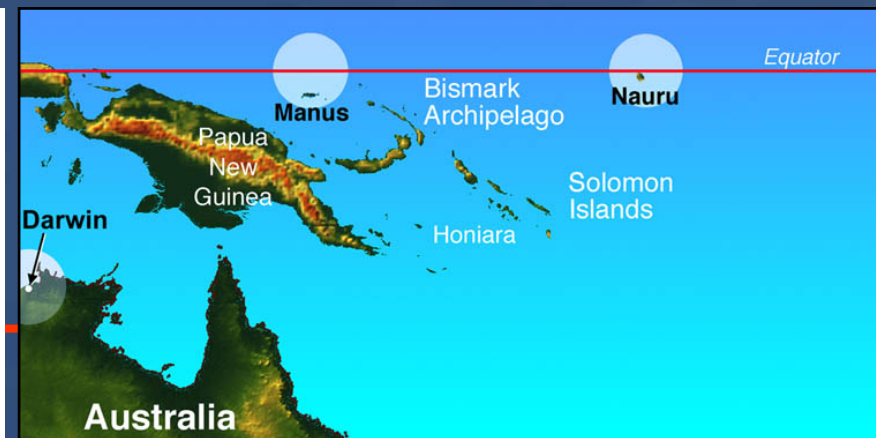 Equator
Bismark
Archipelago
Manus
Nauru
Papua
New
Guinea
Solomon
Islands
Darwin
Honiara
Australia